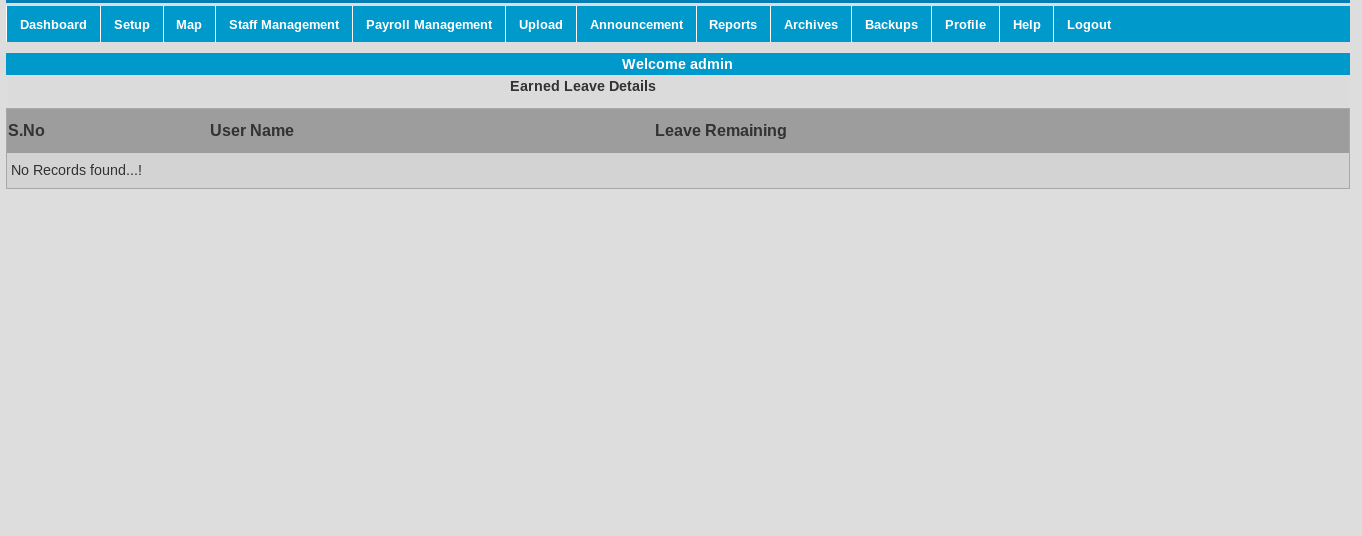 Dashboard Setup Map Staff Management Payroll Management Upload Announcement Reports Archives Backups Profile Help Logout
Welcome admin
Earned Leave Details
S.No User Name Leave Remaining
No Records found...!